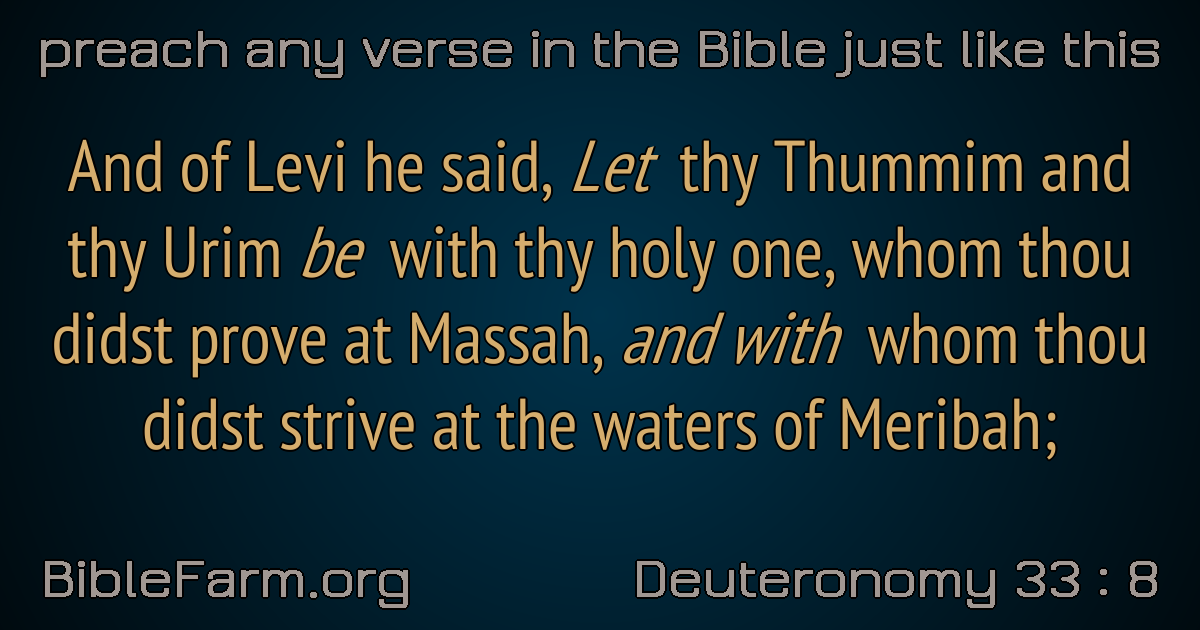 preach any verse in the Bible just like this
And of Levi he said, Let thy Thummim and
thy Urim be with thy holy one, whom thou
didst prove at Massah, and with whom thou
didst strive at the waters of Meribah;
BibleFarm.org
Deuteronomy 33 : 8